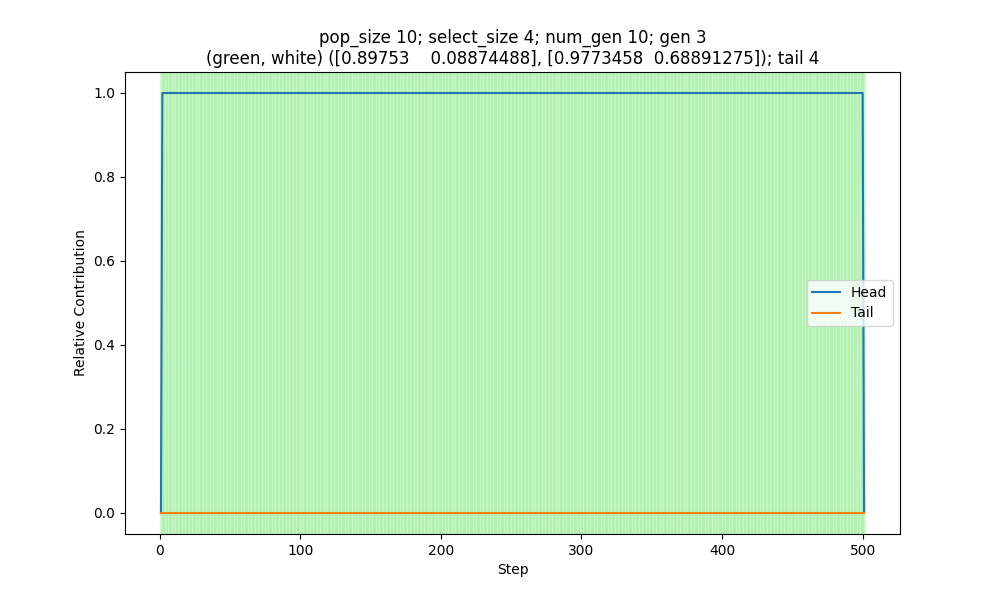 pop_size 10; select_size 4; num_gen 10; gen 3
(green, white) ([0.89753    0.08874488], [0.9773458  0.68891275]); tail 4
1.0
0.8
0.6
0.4
0.2
0.0
Relative Contribution
Head
Tail
0
100
200
300
400
500
Step